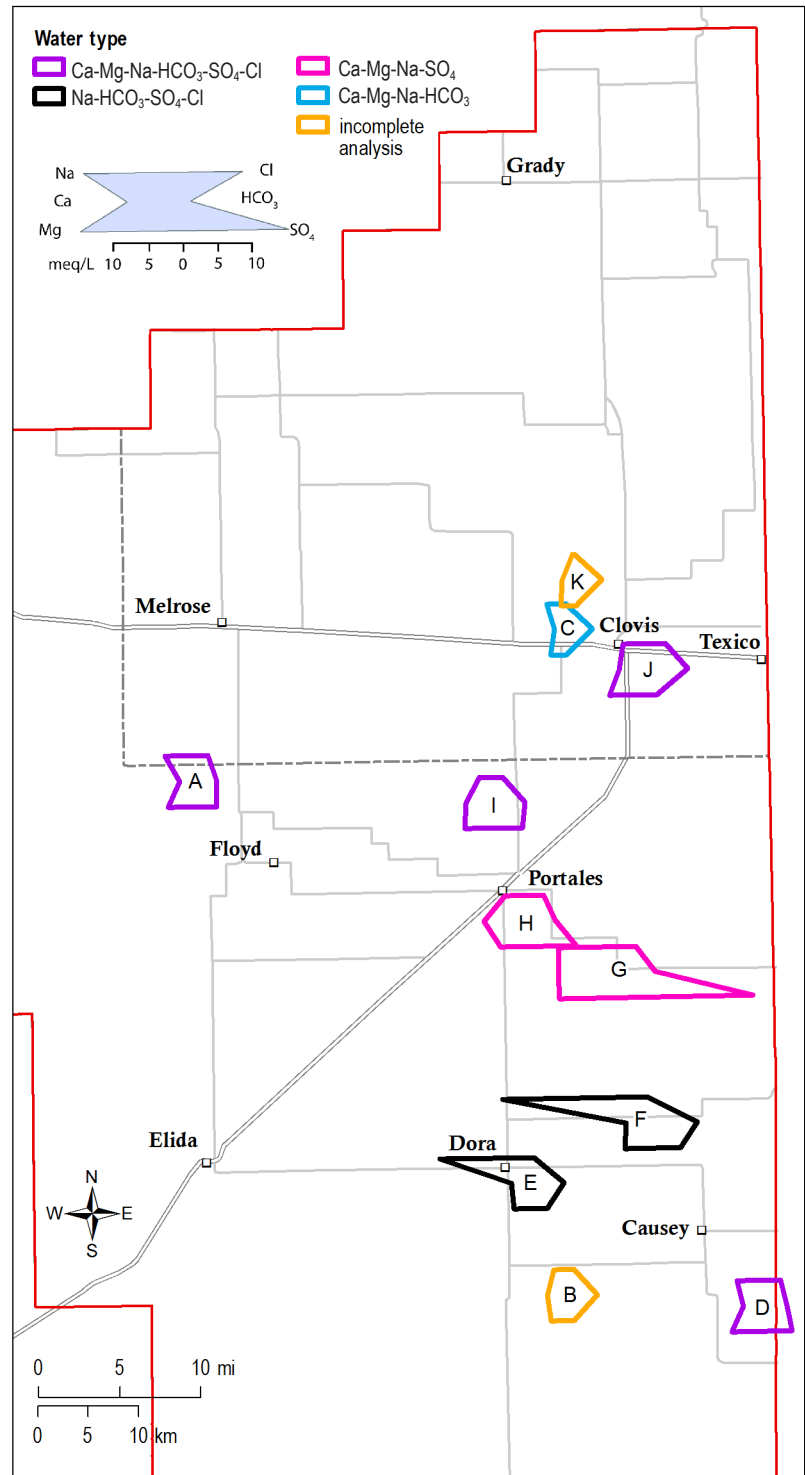 Water type
Ca-Mg-Na-HCO₃-SO₄-Cl
Na-HCO₃-SO₄-Cl
Ca-Mg-Na-SO₄
Ca-Mg-Na-HCO₃
incomplete
analysis
Na Cl
Ca HCO₃
Mg SO₄
meq/L 10 5 0 5 10
Grady
Melrose
K
C
Clovis
Texico
J
A
I
Floyd
Portales
H
G
F
Elida
Dora
E
N
W E
S
Causey
B
D
0 5 10 mi
0 5 10 km